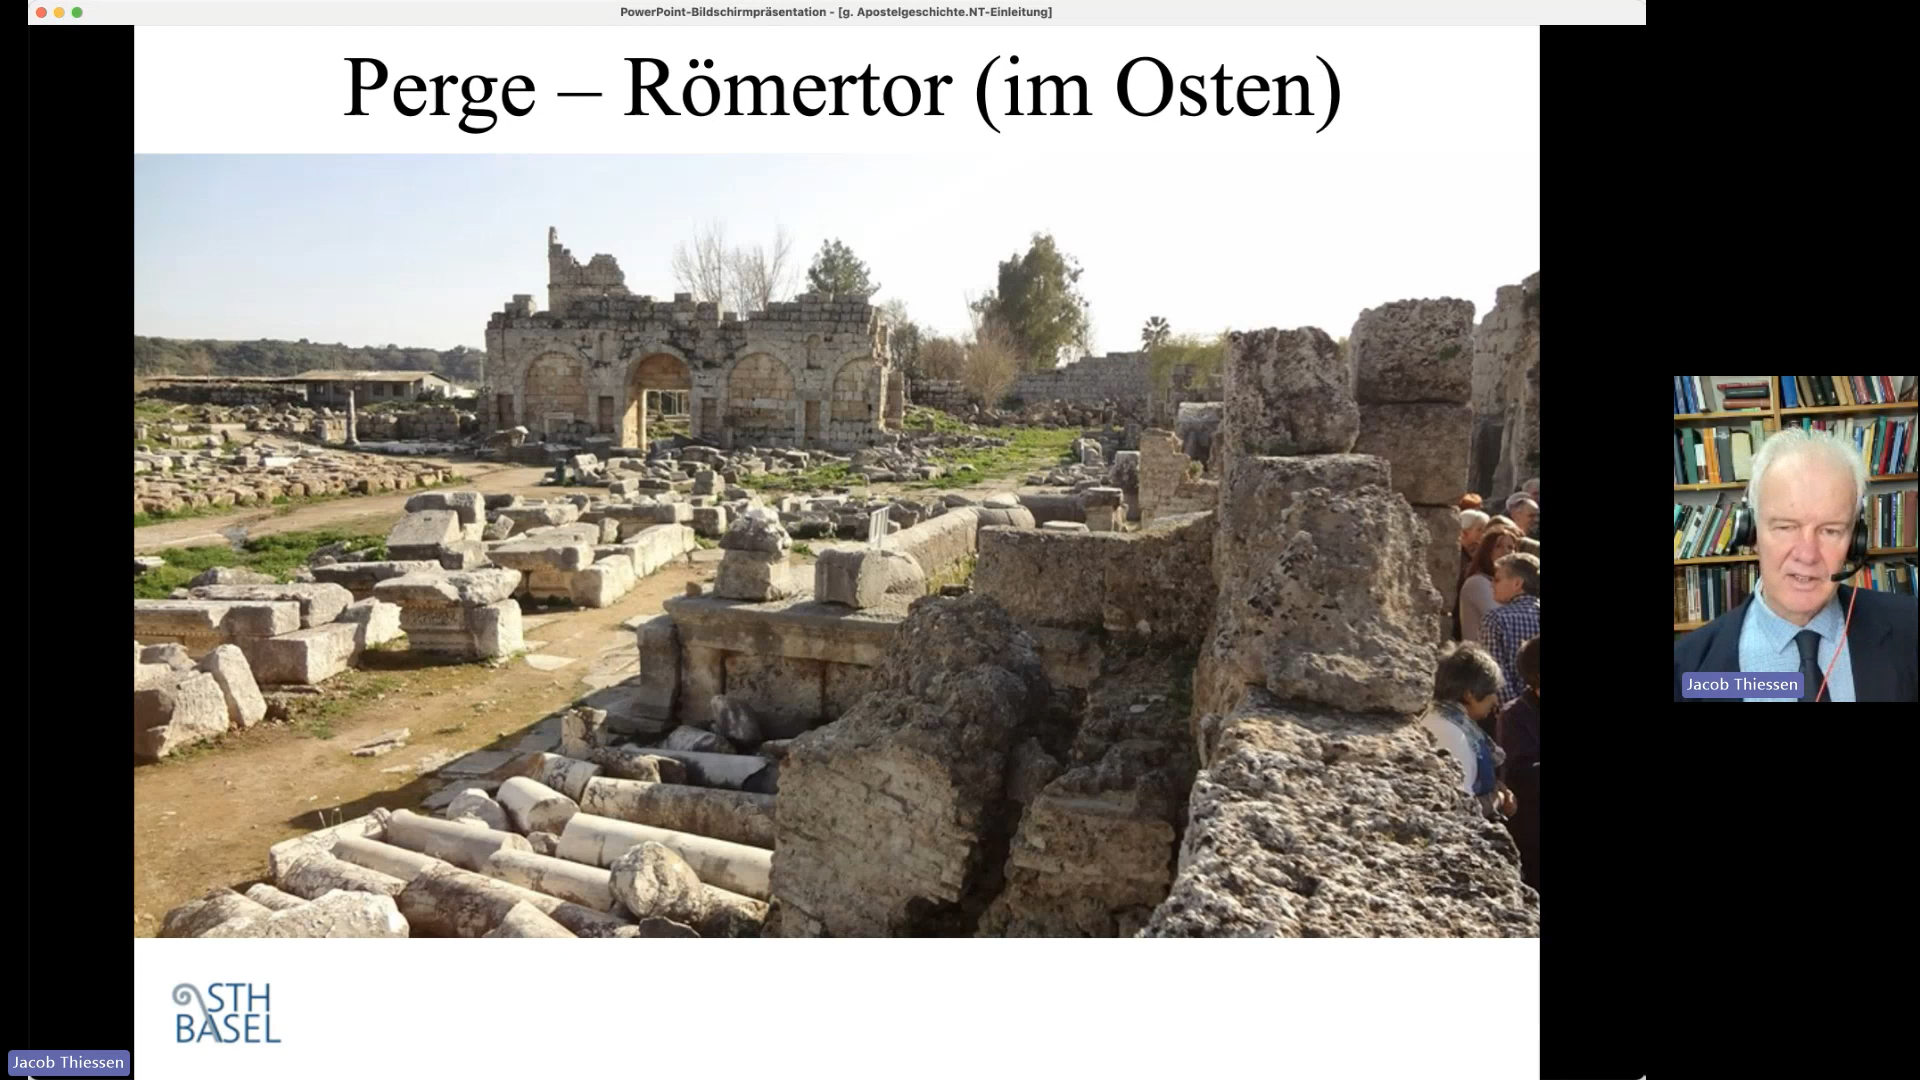 PowerPoint-Bildschirmpräsentation - [g. Apostelgeschichte.NT-Einleitung]
Perge – Römertor (im Osten)
Jacob Thiessen
STH
BASEL
Jacob Thiessen